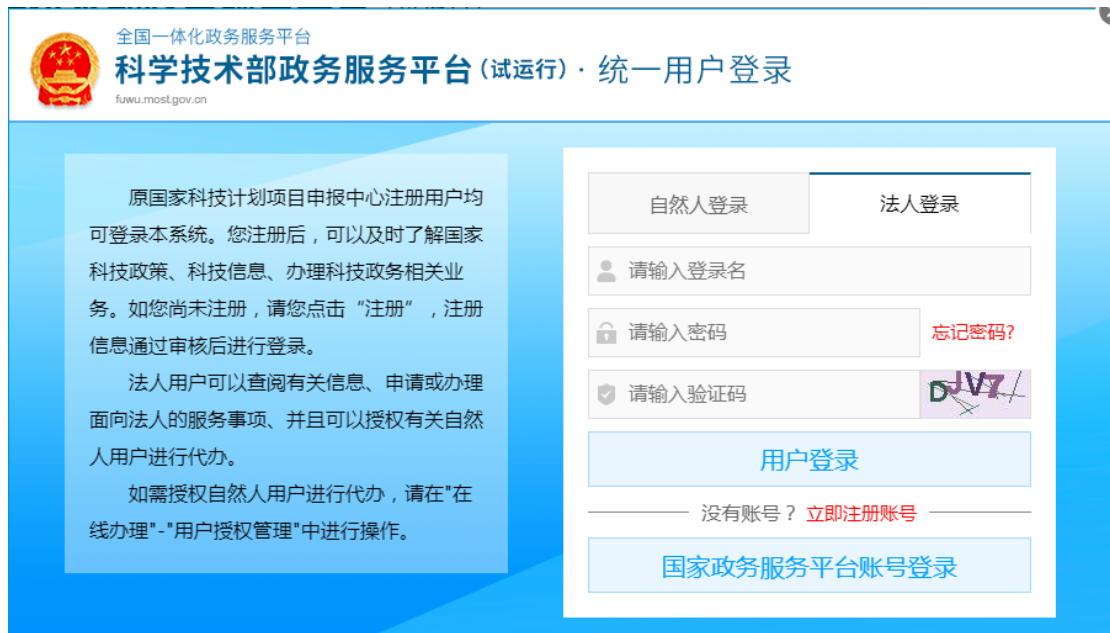 全国一体化政务服务平台
科学技术部政务服务平台(试运行)·统一用户登录
fuwu.most.gov.cn
原国家科技计划项目申报中心注册用户均
可登录本系统。您注册后，可以及时了解国家
科技政策、科技信息、办理科技政务相关业
务。如您尚未注册，请您点击“注册”，注册
信息通过审核后进行登录。
法人用户可以查阅有关信息、申请或办理
面向法人的服务事项、并且可以授权有关自然
人用户进行代办。
如需授权自然人用户进行代办，请在"在
线办理"-"用户授权管理"中进行操作。
自然人登录
法人登录
请输入登录名
请输入密码
忘记密码?
请输入验证码
DJV7
用户登录
没有账号？立即注册账号
国家政务服务平台账号登录